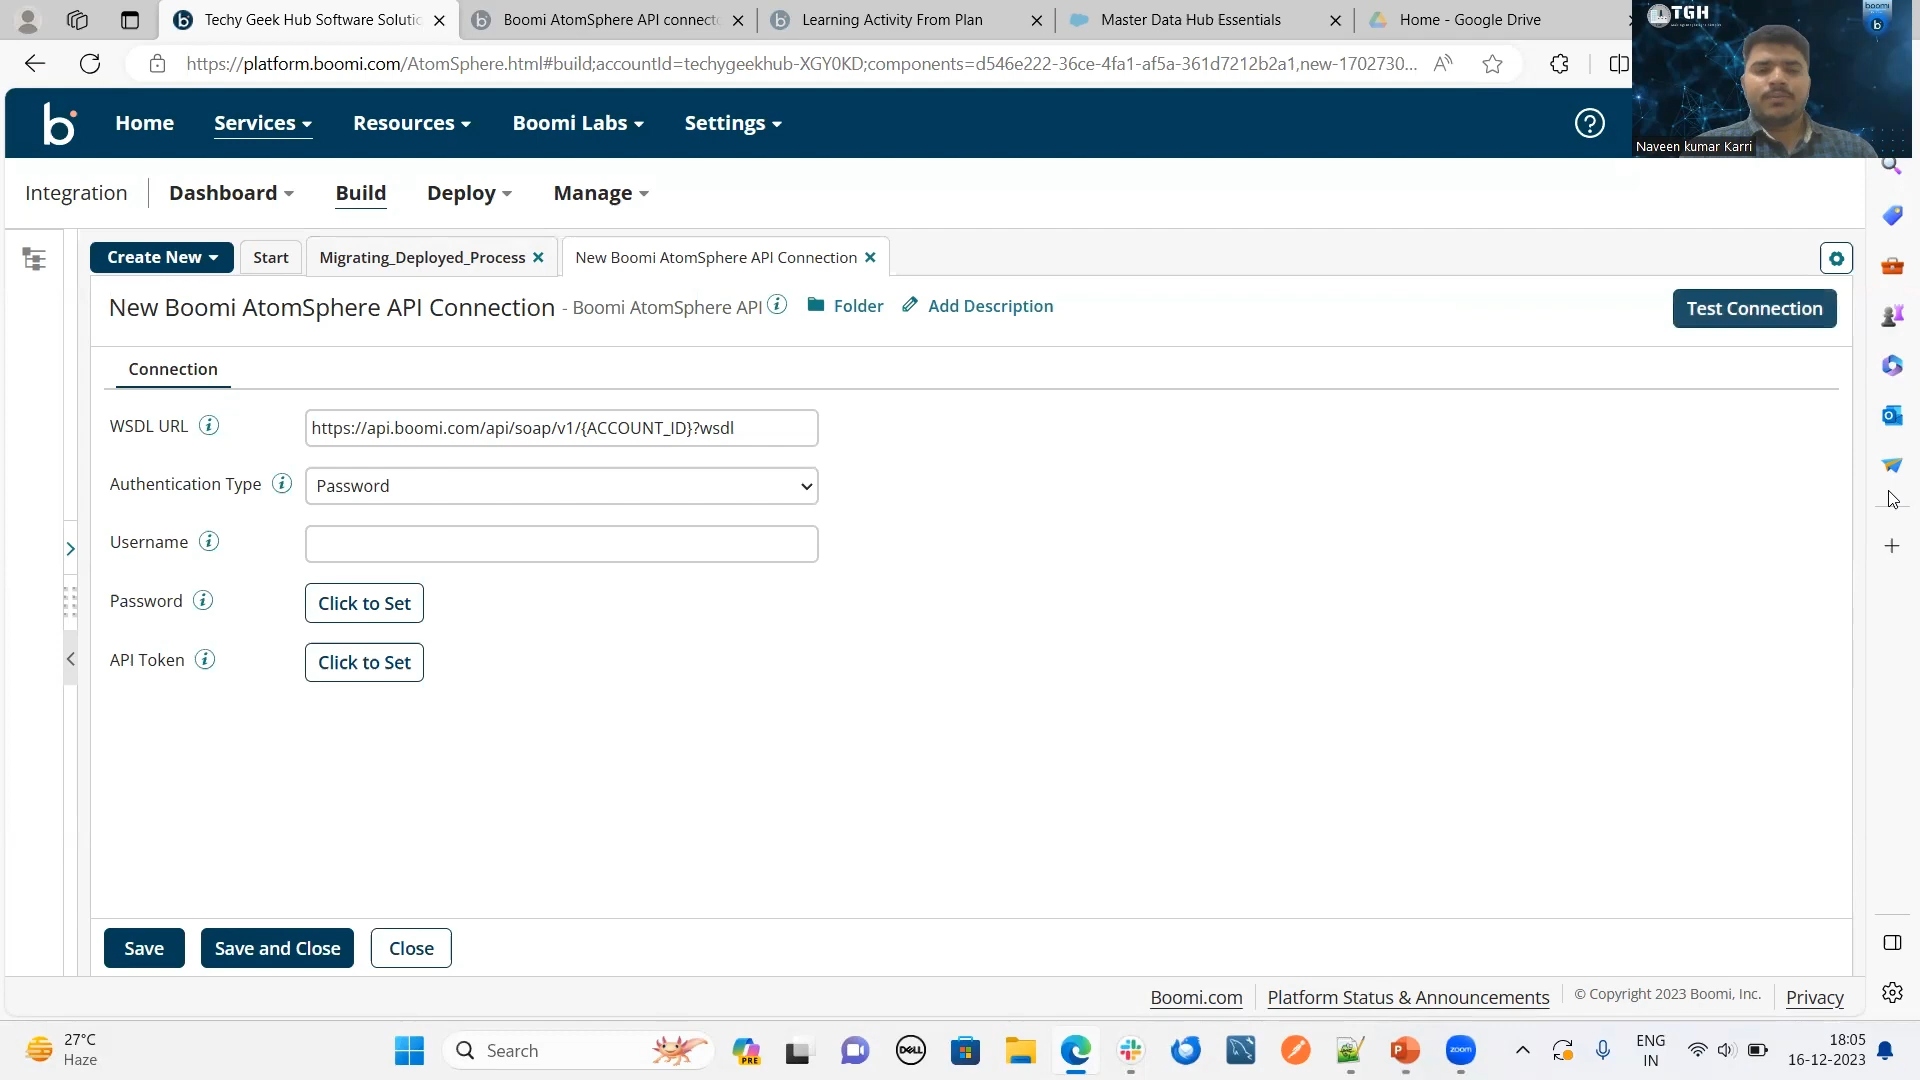 Techy Geek Hub Software Solutic
Boomi AtomSphere API connect
Learning Activity From Plan
Master Data Hub Essentials
Home - Google Drive
TGH
boomi
https://platform.boomi.com/AtomSphere.html#build;accountId=techygeekhub-XGY0KD;components=d546e222-36ce-4fa1-af5a-361d7212b2a1,new-1702730...
Home
Services
Resources
Boomi Labs
Settings
Naveen kumar Karri
Integration
Dashboard
Build
Deploy
Manage
Create New
Start
Migrating_Deployed_Process
New Boomi AtomSphere API Connection
New Boomi AtomSphere API Connection - Boomi AtomSphere API
Folder
Add Description
Test Connection
Connection
WSDL URL
https://api.boomi.com/api/soap/v1/{ACCOUNT_ID}?wsdl
Authentication Type
Password
Username
Password
Click to Set
API Token
Click to Set
Save
Save and Close
Close
Boomi.com
Platform Status & Announcements
© Copyright 2023 Boomi, Inc.
Privacy
27°C
Haze
Search
PRE
DELL
zoom
ENG
IN
18:05
16-12-2023